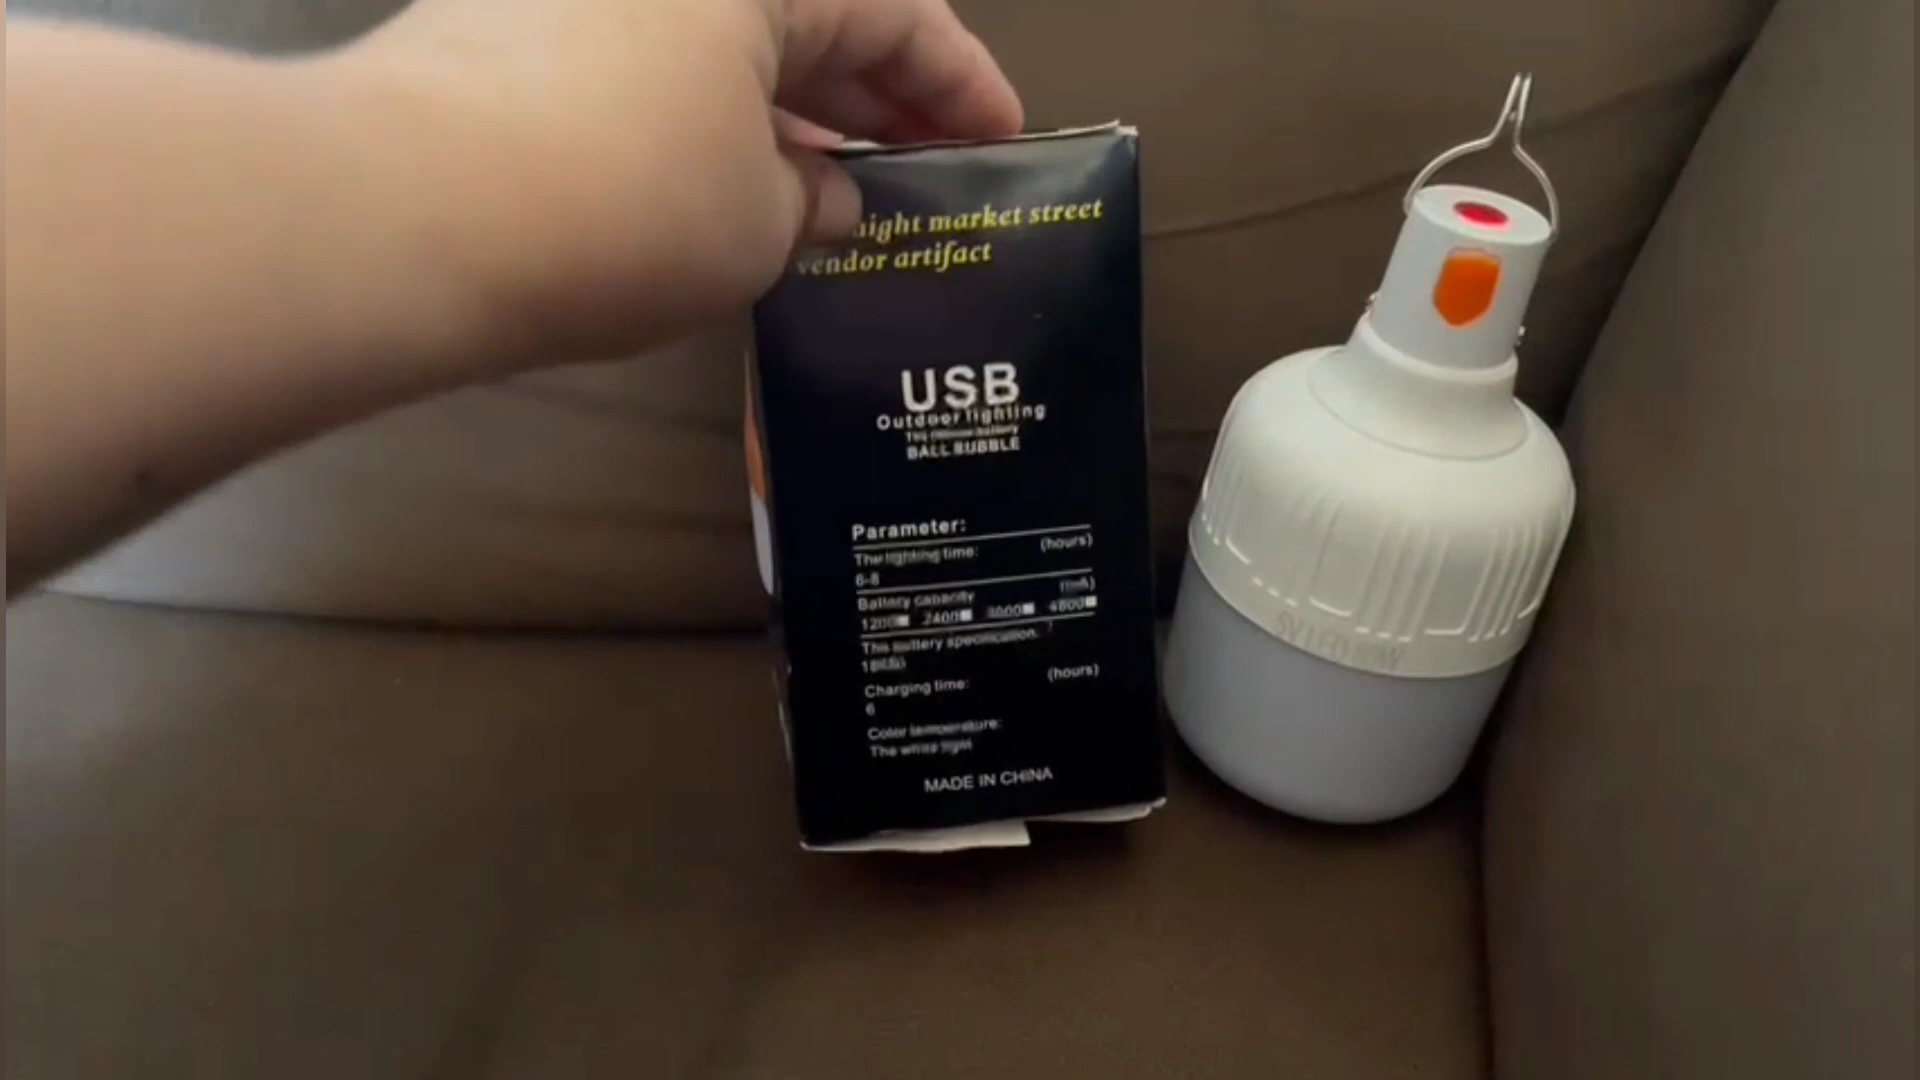 night market street
vendor artifact
USB
Outdoor lighting
BALL BUBBLE
Parameter:
The lighting time: (hours)
6-8
Battery capacity (mA)
1200 2400 3600 4800
The battery specification:
Charging time: (hours)
6
Color temperature:
The white light
MADE IN CHINA